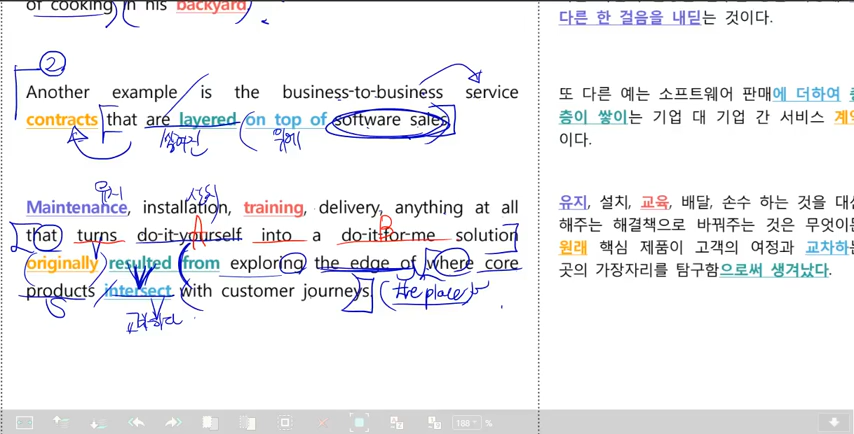 of cooking in his backyard
②
Another example is the business-to-business service
contracts that are layered on top of software sales
위에
Maintenance, installation, training, delivery, anything at all
유지
설치
that turns do-it-yourself into a do-it-for-me solution
A
B
originally resulted from exploring the edge of where core
products intersect with customer journeys.
the place
S
교차하다
다른 한 걸음을 내딛는 것이다.
또 다른 예는 소프트웨어 판매에 더하여
층이 쌓이는 기업 대 기업 간 서비스 계
이다.
유지, 설치, 교육, 배달, 손수 하는 것을 대신
해주는 해결책으로 바꿔주는 것은 무엇이든
원래 핵심 제품이 고객의 여정과 교차하는
곳의 가장자리를 탐구함으로써 생겨났다.
188 %